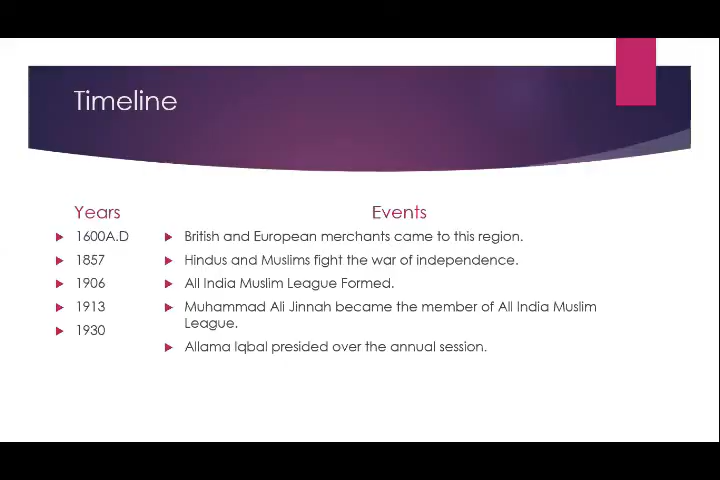 Timeline
Years
Events
1600A.D
British and European merchants came to this region.
1857
Hindus and Muslims fight the war of independence.
1906
All India Muslim League Formed.
1913
Muhammad Ali Jinnah became the member of All India Muslim
League.
1930
Allama Iqbal presided over the annual session.